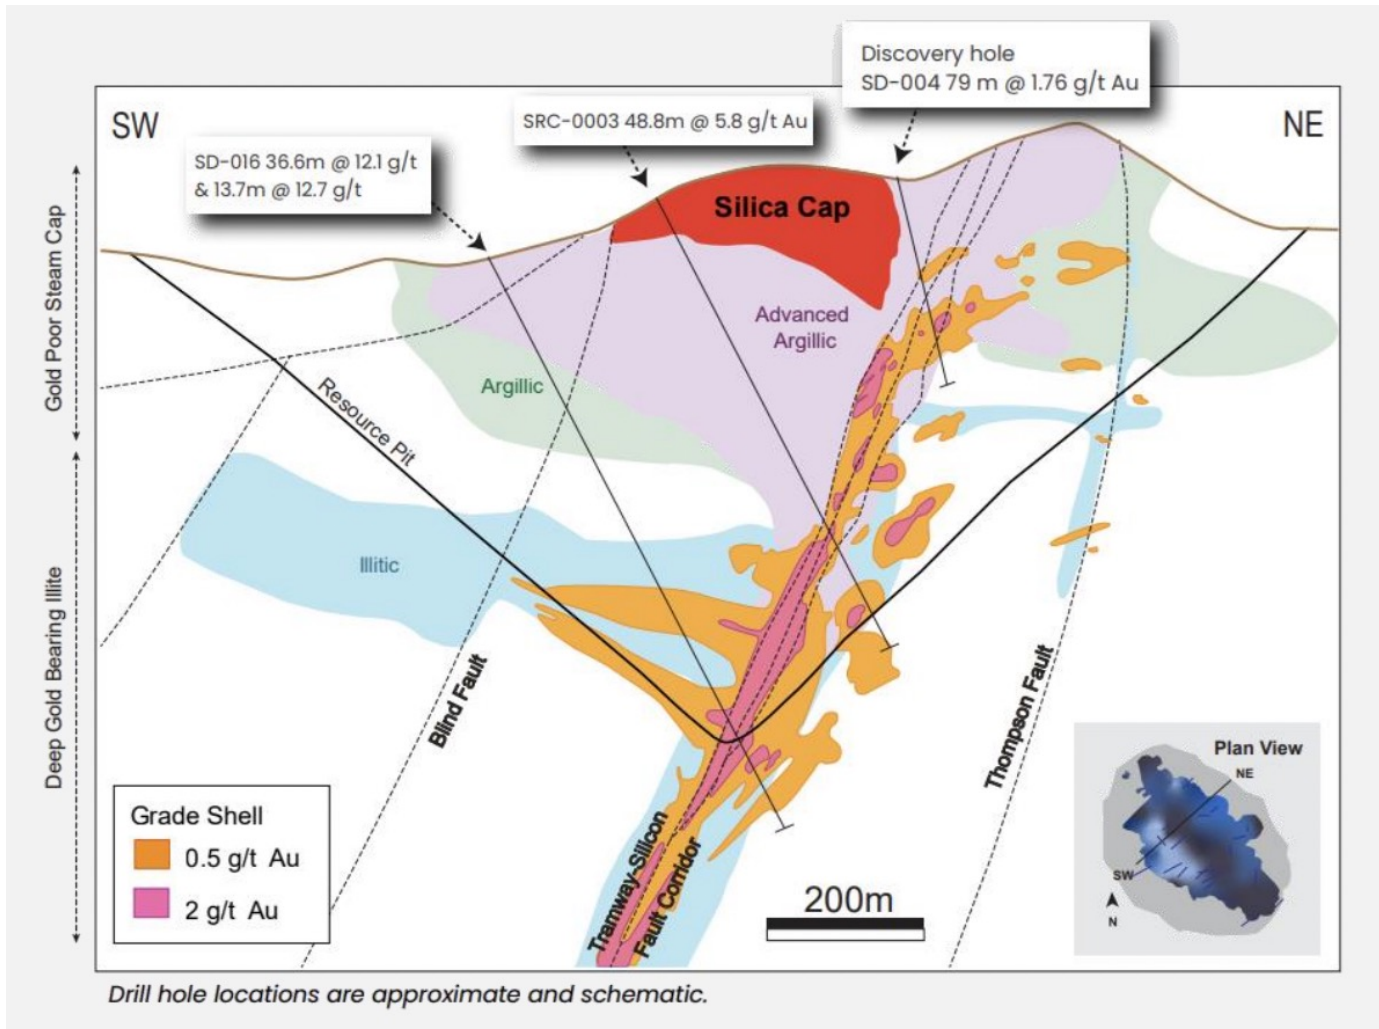 Discovery hole
SD-004 79 m @ 1.76 g/t Au
SRC-0003 48.8m @ 5.8 g/t Au
SD-016 36.6m @ 12.1 g/t
& 13.7m @ 12.7 g/t
SW
NE
Silica Cap
Gold Poor Steam Cap
Advanced
Argillic
Argillic
Resource Pit
Illitic
Deep Gold Bearing Illite
Blind Fault
Thompson Fault
Tramway-Silicon
Fault Corridor
Grade Shell
0.5 g/t Au
2 g/t Au
200m
Plan View
NE
SW
N
Drill hole locations are approximate and schematic.